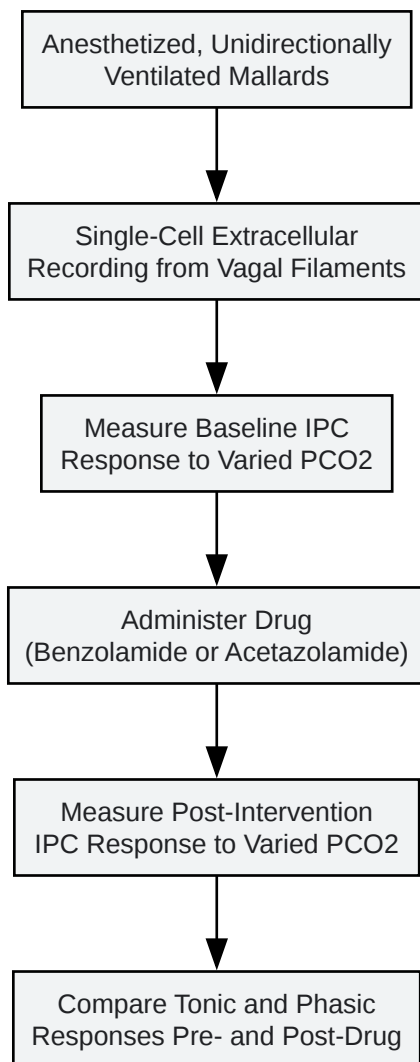 Anesthetized, Unidirectionally
Ventilated Mallards
Single-Cell Extracellular
Recording from Vagal Filaments
Measure Baseline IPC
Response to Varied PCO2
Administer Drug
(Benzolamide or Acetazolamide)
Measure Post-Intervention
IPC Response to Varied PCO2
Compare Tonic and Phasic
Responses Pre- and Post-Drug